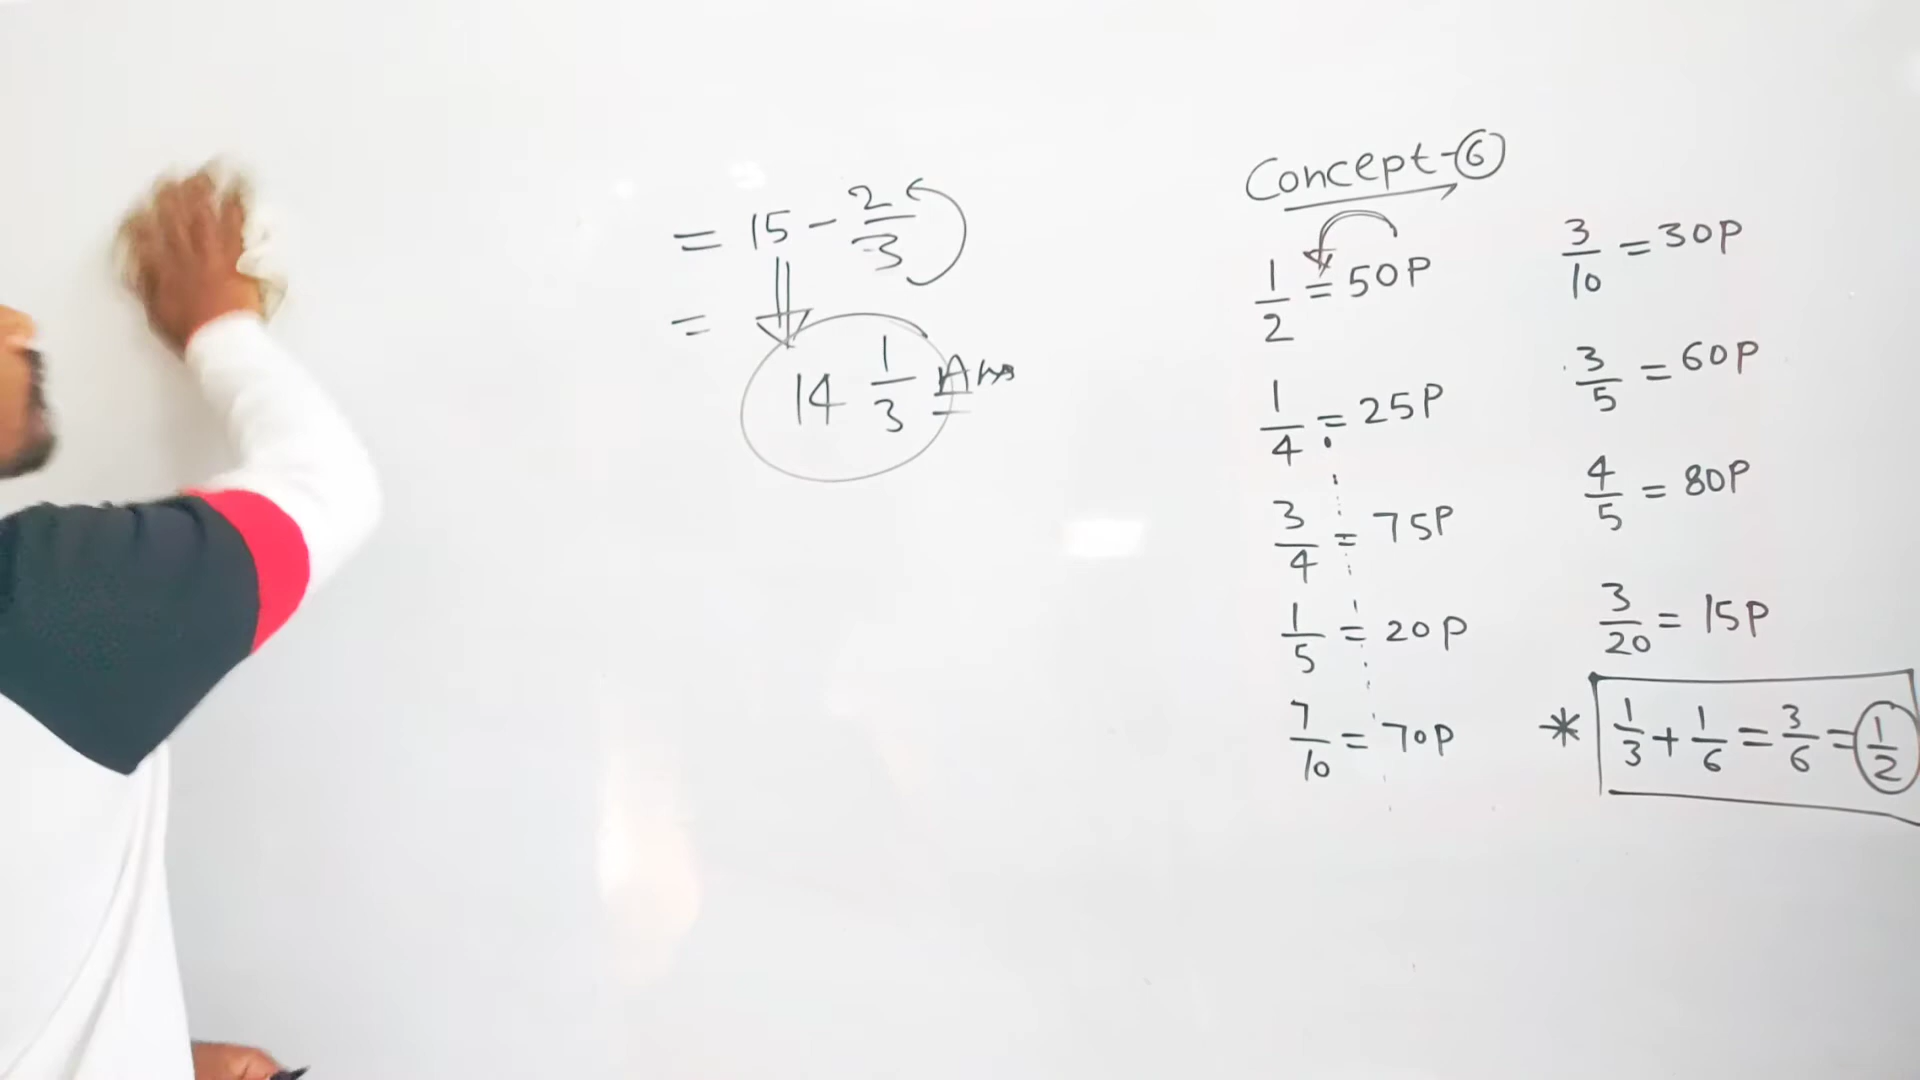 = 15 - 2/3
=
14 1/3 Ans
Concept-6
1/2 = 50P
1/4 = 25P
3/4 = 75P
1/5 = 20P
7/10 = 70P
3/10 = 30P
3/5 = 60P
4/5 = 80P
3/20 = 15P
* 1/3 + 1/6 = 3/6 = 1/2